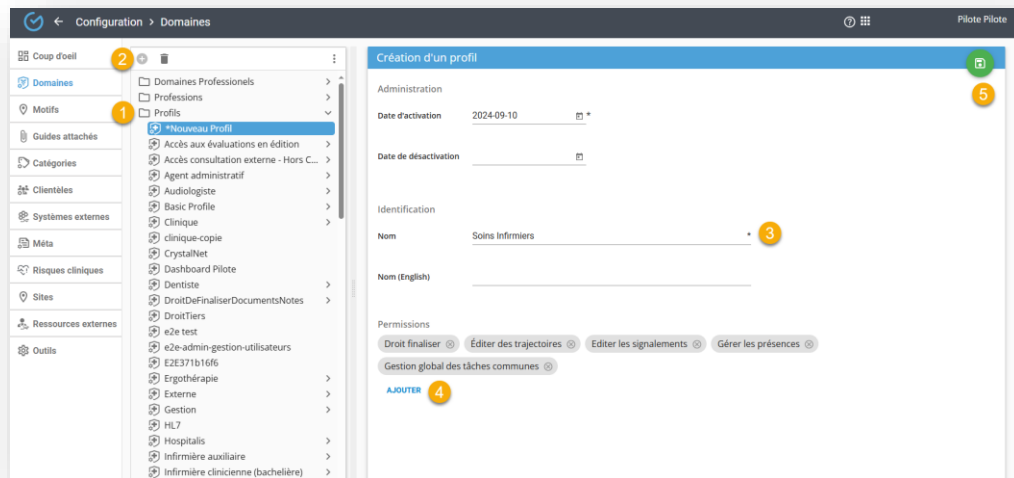 Configuration > Domaines
Pilote Pilote
Coup d'oeil
Domaines
Motifs
Guides attachés
Catégories
Clientèles
Systèmes externes
Méta
Risques cliniques
Sites
Ressources externes
Outils
2
Domaines Professionels
Professions
1 Profils
*Nouveau Profil
Accès aux évaluations en édition
Accès consultation externe - Hors C...
Agent administratif
Audiologiste
Basic Profile
Clinique
clinique-copie
CrystalNet
Dashboard Pilote
Dentiste
DroitDeFinaliserDocumentsNotes
DroitTiers
e2e test
e2e-admin-gestion-utilisateurs
E2E371b16f6
Ergothérapie
Externe
Gestion
HL7
Hospitalis
Infirmière auxiliaire
Infirmière clinicienne (bachelière)
Création d'un profil
5
Administration
Date d'activation 2024-09-10 *
Date de désactivation
Identification
Nom Soins Infirmiers * 3
Nom (English)
Permissions
Droit finaliser Éditer des trajectoires Editer les signalements Gérer les présences
Gestion global des tâches communes
AJOUTER 4